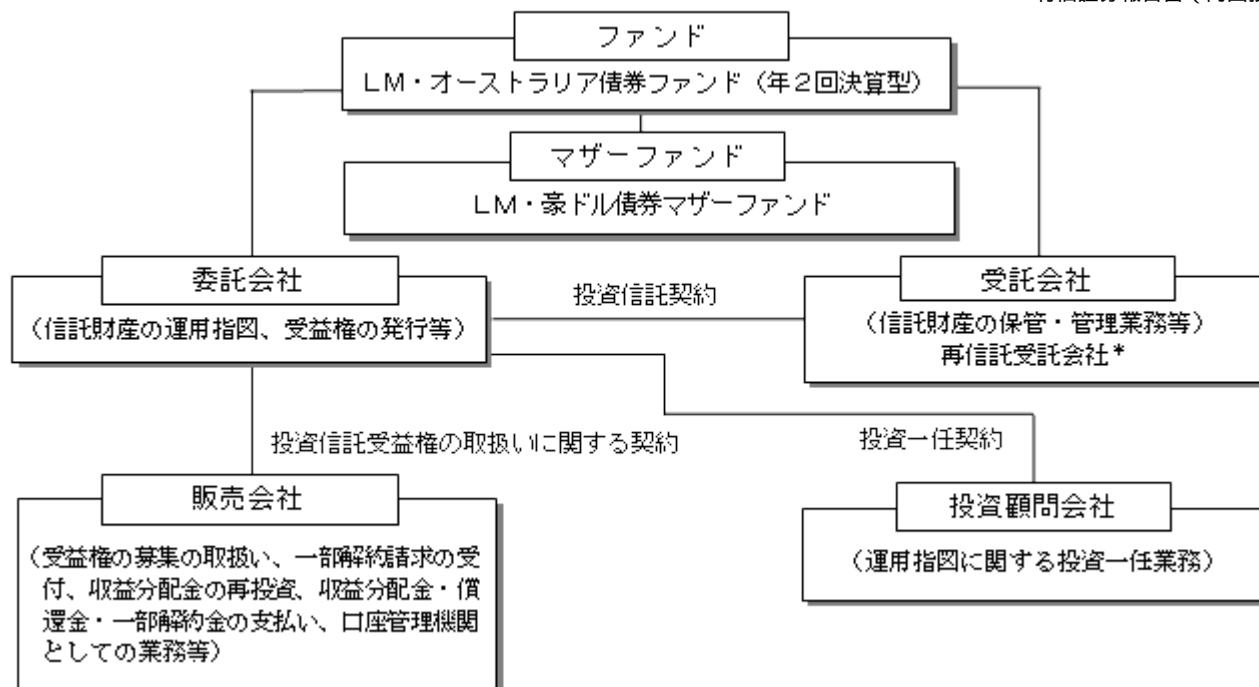 ファンド
LM・オーストラリア債券ファンド（年２回決算型）
マザーファンド
LM・豪ドル債券マザーファンド
委託会社
（信託財産の運用指図、受益権の発行等）
投資信託契約
受託会社
（信託財産の保管・管理業務等）
再信託受託会社*
投資信託受益権の取扱いに関する契約
投資一任契約
販売会社
（受益権の募集の取扱い、一部解約請求の受
付、収益分配金の再投資、収益分配金・償
還金・一部解約金の支払い、口座管理機関
としての業務等）
投資顧問会社
（運用指図に関する投資一任業務）